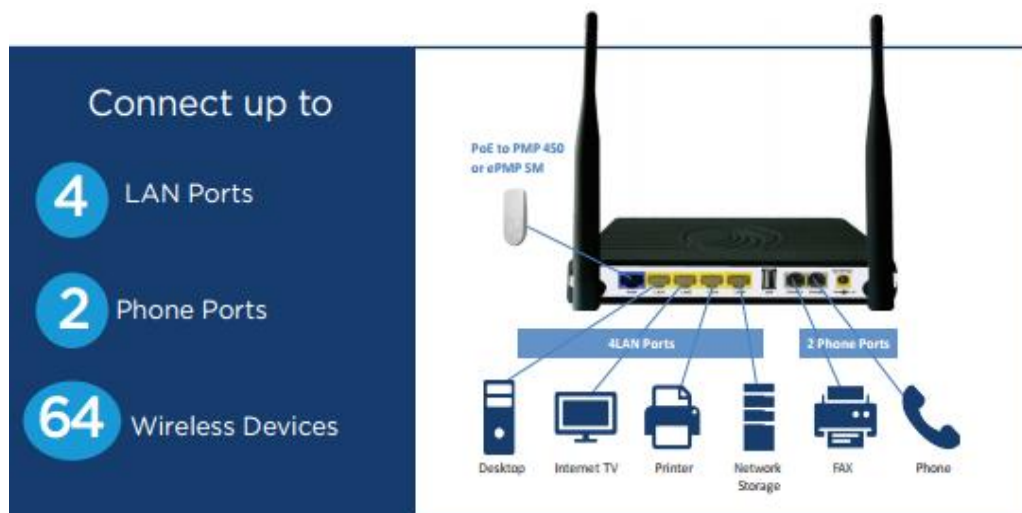 Connect up to
4 LAN Ports
2 Phone Ports
64 Wireless Devices
PoE to PMP 450
or ePMP SM
4LAN Ports
2 Phone Ports
Desktop
Internet TV
Printer
Network
Storage
FAX
Phone